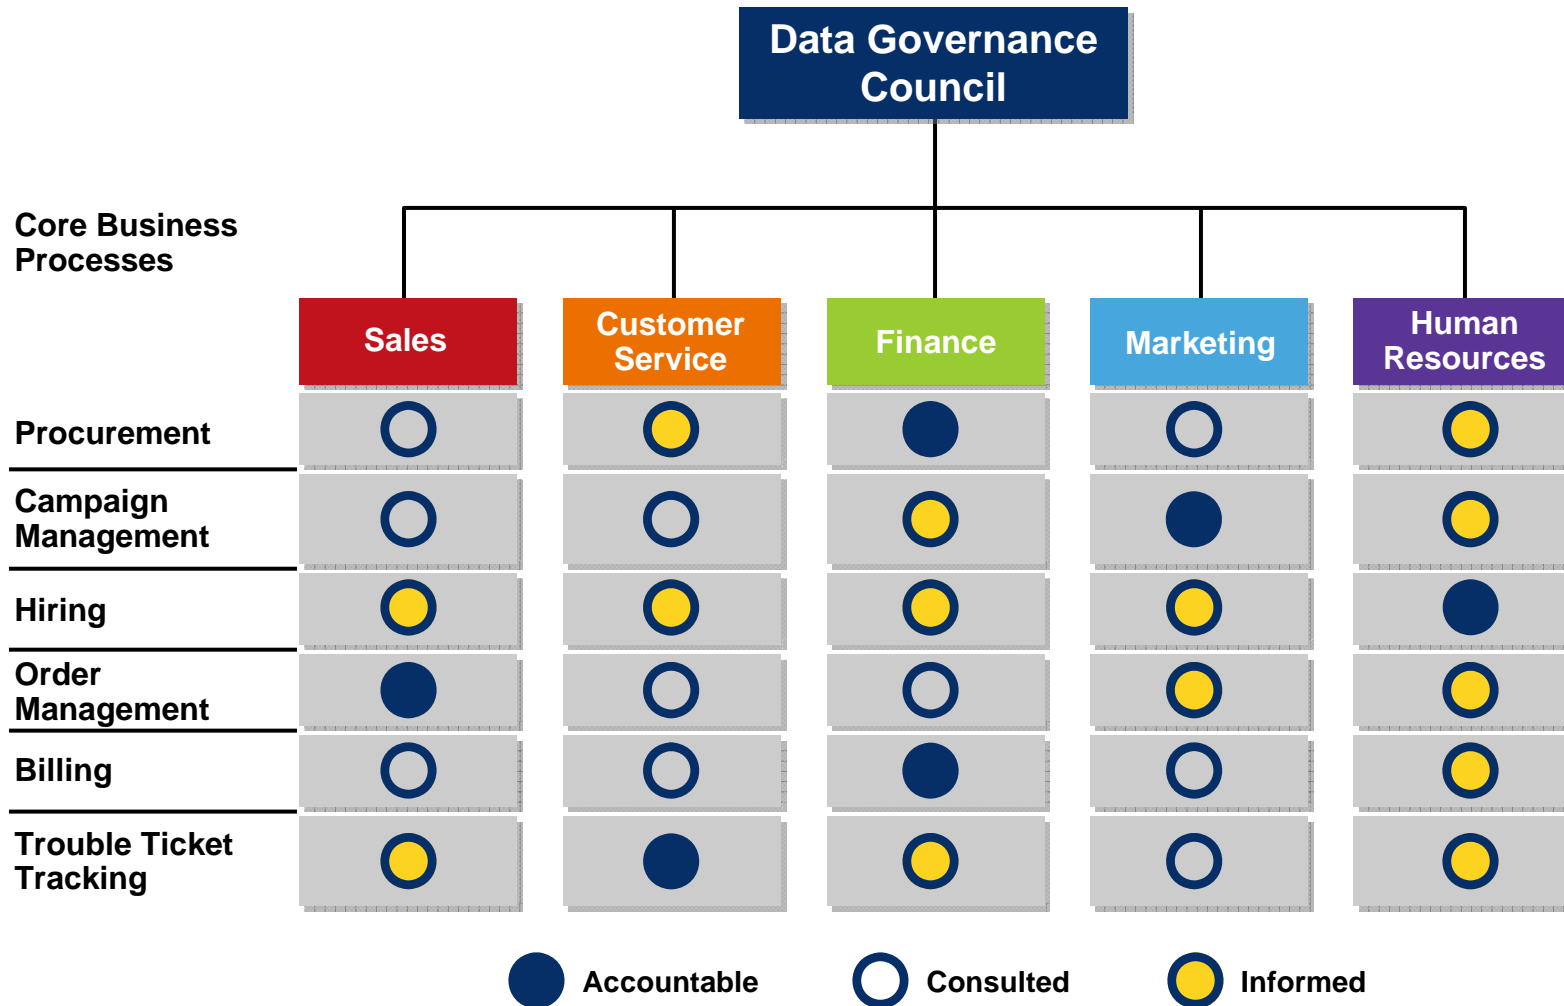 Data Governance
Council
Core Business
Processes
Sales
Customer
Service
Finance
Marketing
Human
Resources
Procurement
Campaign
Management
Hiring
Order
Management
Billing
Trouble Ticket
Tracking
Accountable
Consulted
Informed